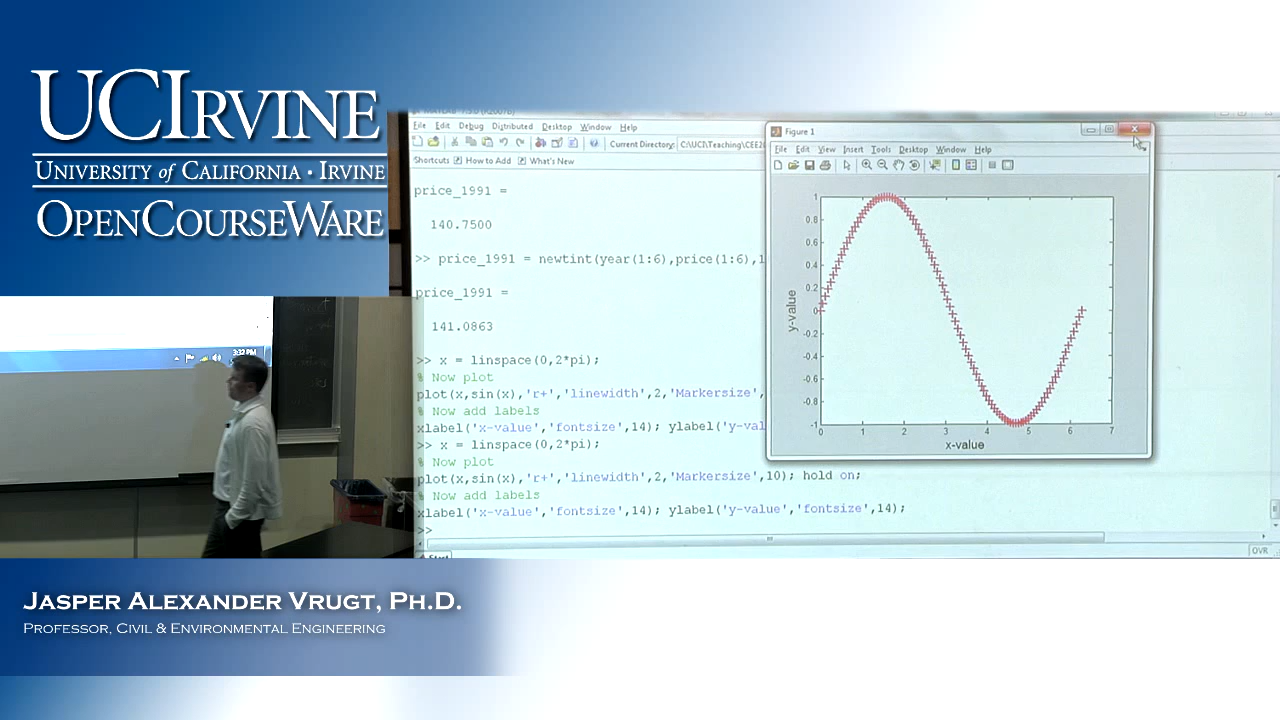 UCIRVINE
UNIVERSITY of CALIFORNIA · IRVINE
OPENCOURSEWARE
File Edit Debug Distributed Desktop Window Help
Current Directory:
Shortcuts How to Add What's New
price_1991 =
140.7500
>> price_1991 = newtint(year(1:6),price(1:6),1
price_1991 =
141.0863
>> x = linspace(0,2*pi);
% Now plot
plot(x,sin(x),'r+','linewidth',2,'Markersize',
% Now add labels
xlabel('x-value','fontsize',14); ylabel('y-val
>> x = linspace(0,2*pi);
% Now plot
plot(x,sin(x),'r+','linewidth',2,'Markersize',10); hold on;
% Now add labels
xlabel('x-value','fontsize',14); ylabel('y-value','fontsize',14);
>>
Start
OVR
Figure 1
File Edit View Insert Tools Desktop Window Help
1
0.8
0.6
0.4
0.2
0
-0.2
-0.4
-0.6
-0.8
-1
0 1 2 3 4 5 6 7
y-value
x-value
3:32 PM
JASPER ALEXANDER VRUGT, PH.D.
PROFESSOR, CIVIL & ENVIRONMENTAL ENGINEERING